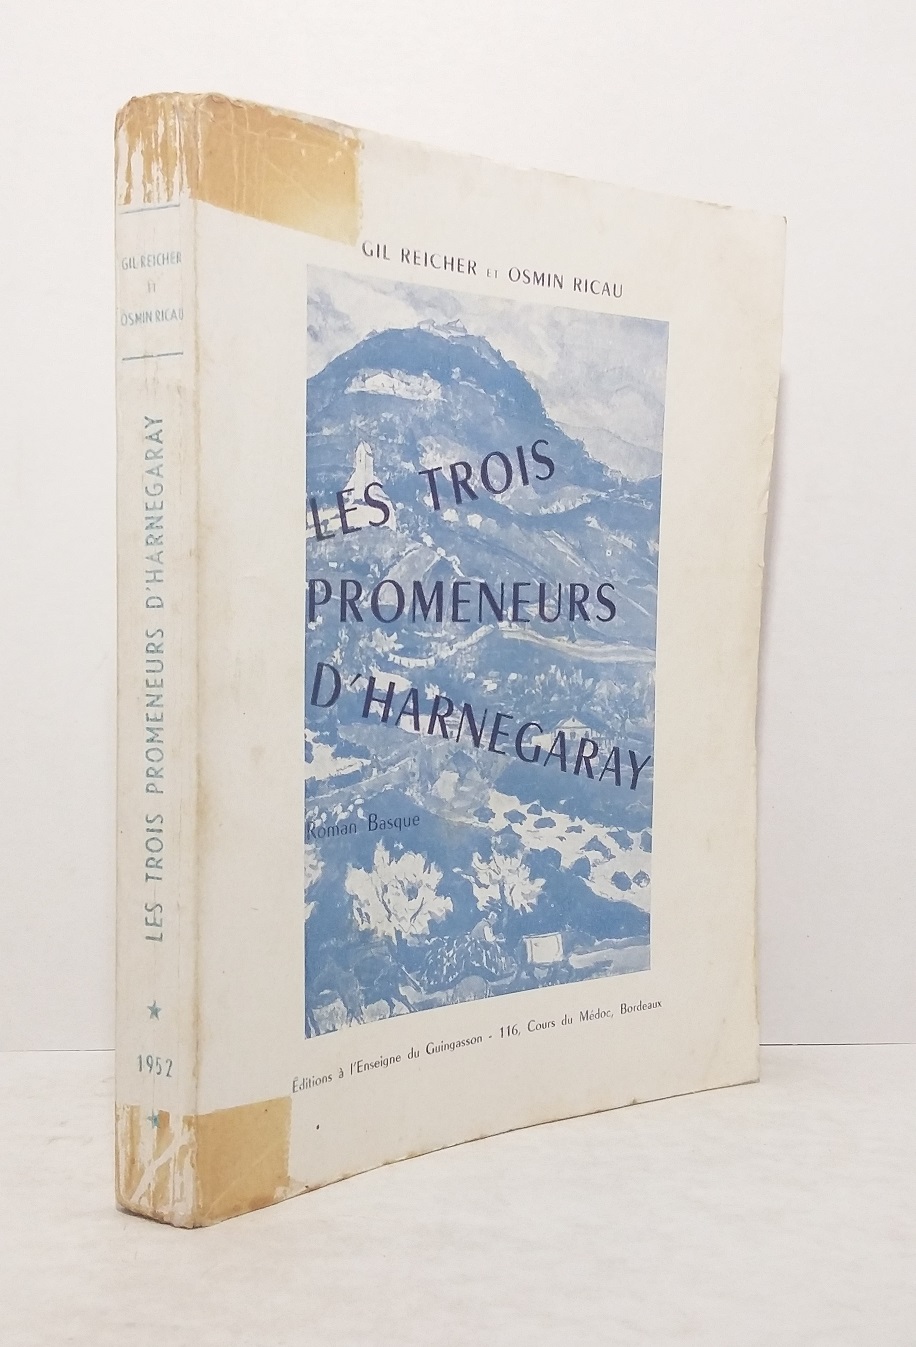 GIL REICHER
ET
OSMIN RICAU
LES TROIS PROMENEURS D'HARNEGARAY
1952
GIL REICHER ET OSMIN RICAU
LES TROIS
PROMENEURS
D'HARNEGARAY
Roman Basque
Éditions à l'Enseigne du Guingasson - 116, Cours du Médoc, Bordeaux